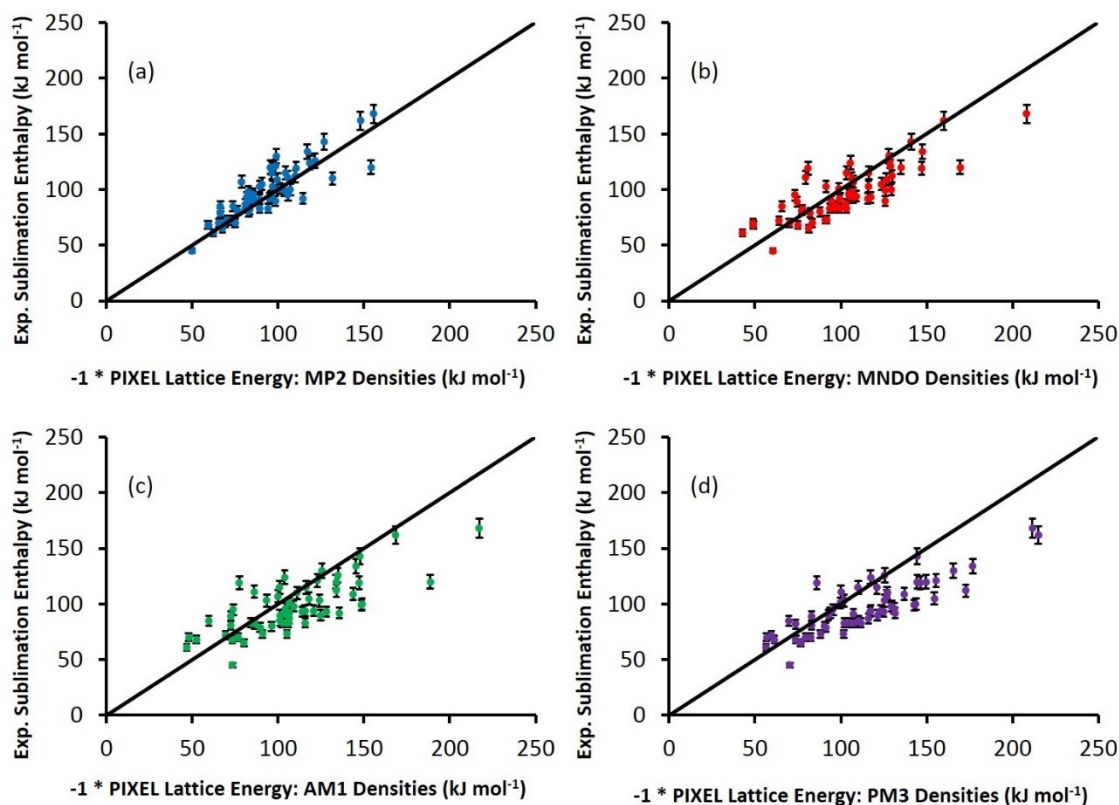 250
200
150
100
50
0
Exp. Sublimation Enthalpy (kJ mol⁻¹)
(a)
0 50 100 150 200 250
-1 * PIXEL Lattice Energy: MP2 Densities (kJ mol⁻¹)
250
200
150
100
50
0
Exp. Sublimation Enthalpy (kJ mol⁻¹)
(b)
0 50 100 150 200 250
-1 * PIXEL Lattice Energy: MNDO Densities (kJ mol⁻¹)
250
200
150
100
50
0
Exp. Sublimation Enthalpy (kJ mol⁻¹)
(c)
0 50 100 150 200 250
-1 * PIXEL Lattice Energy: AM1 Densities (kJ mol⁻¹)
250
200
150
100
50
0
Exp. Sublimation Enthalpy (kJ mol⁻¹)
(d)
0 50 100 150 200 250
-1 * PIXEL Lattice Energy: PM3 Densities (kJ mol⁻¹)